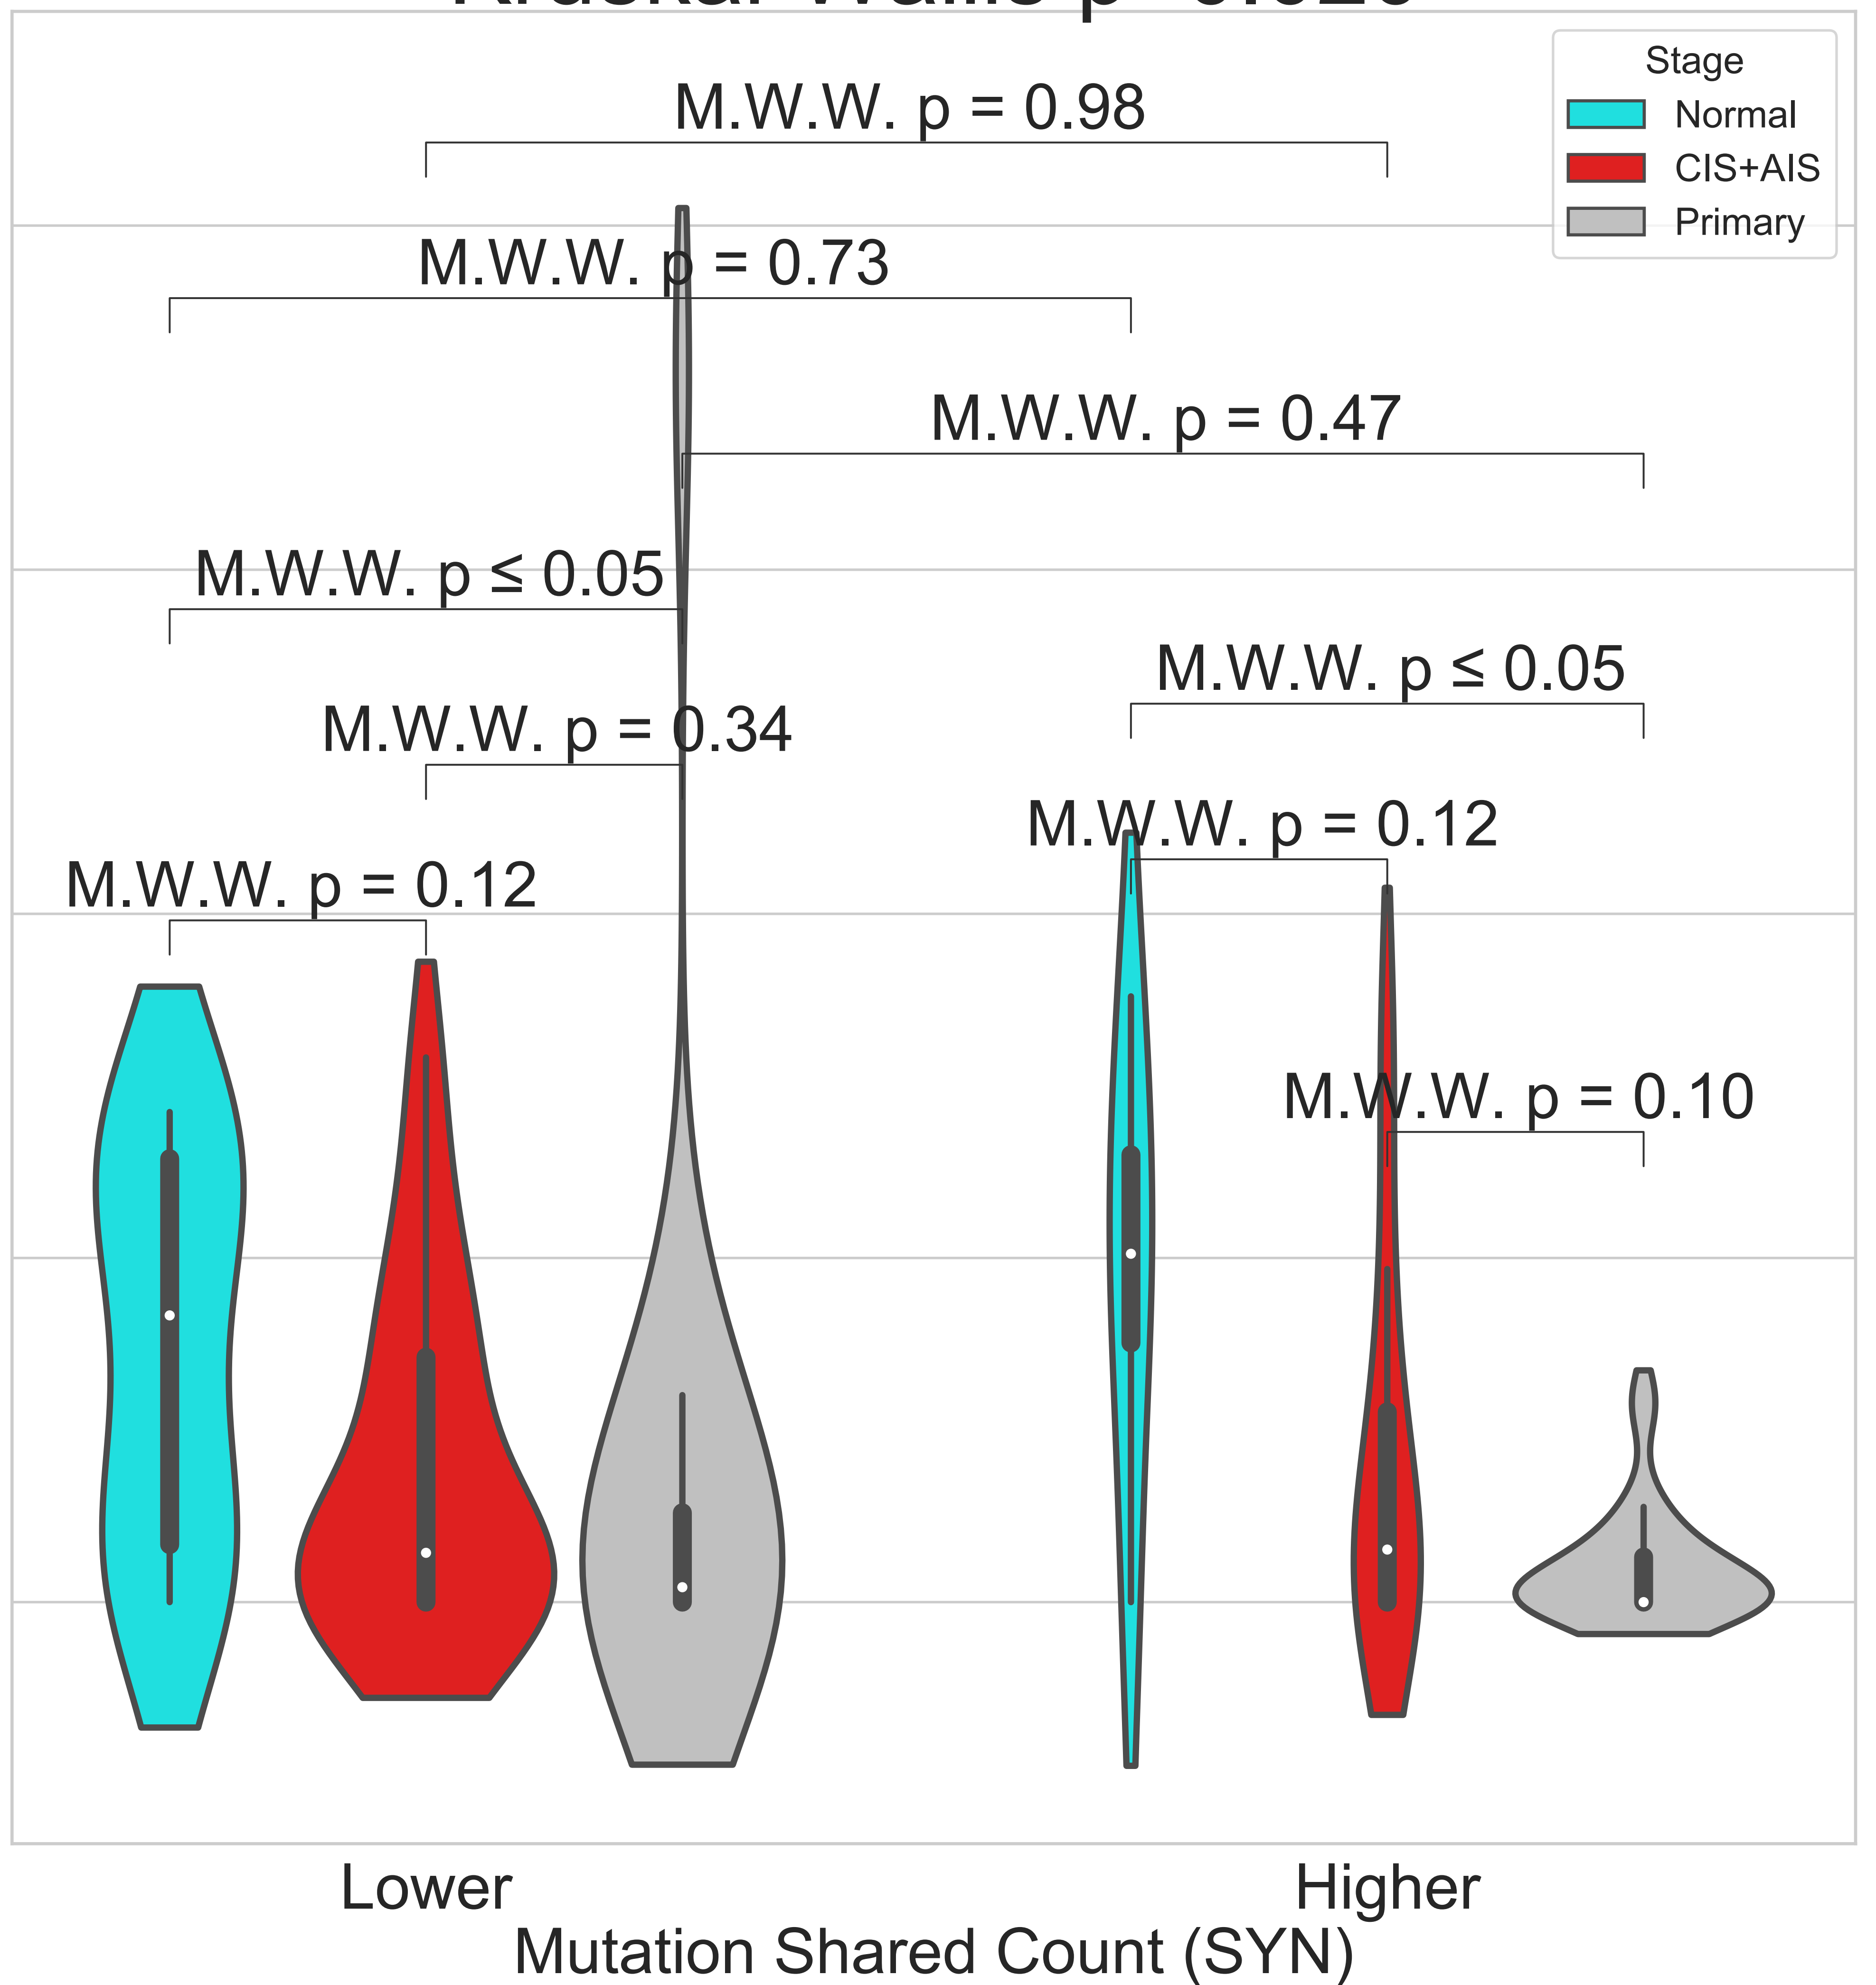 Stage
Normal
CIS+AIS
Primary
M.W.W. p = 0.98
M.W.W. p = 0.73
M.W.W. p = 0.47
M.W.W. p ≤ 0.05
M.W.W. p ≤ 0.05
M.W.W. p = 0.34
M.W.W. p = 0.12
M.W.W. p = 0.12
M.W.W. p = 0.10
Lower Higher
Mutation Shared Count (SYN)